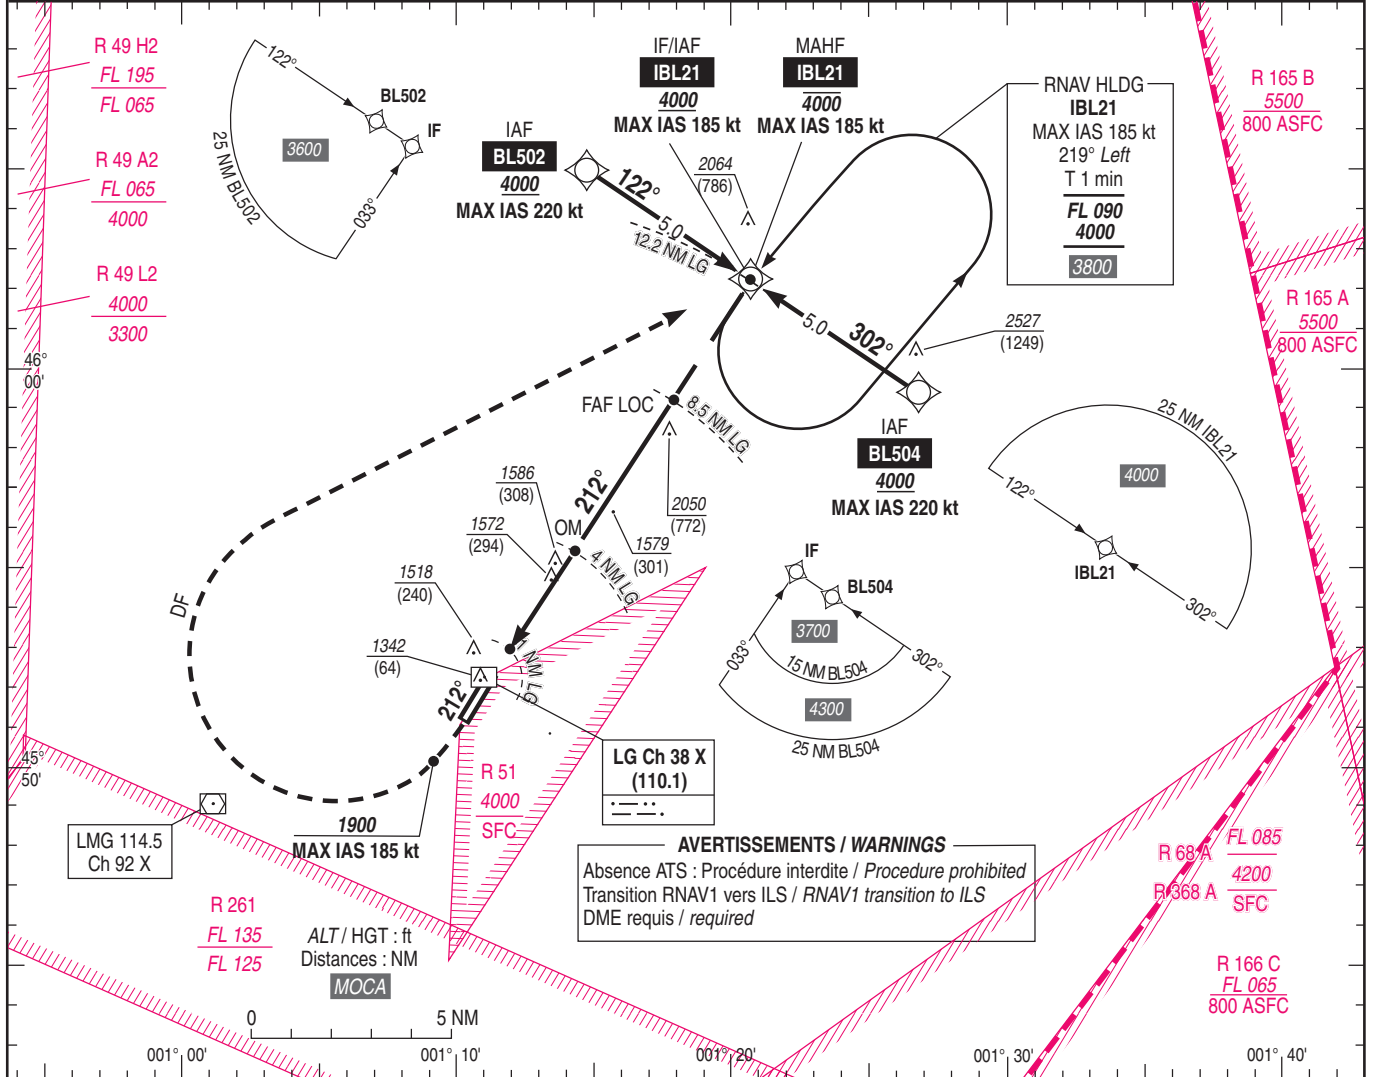 R 49 H2
FL 195
FL 065
R 49 A2
FL 065
4000
R 49 L2
4000
3300
122°
BL502
IF
3600
25 NM BL502
033°
IAF
BL502
4000
MAX IAS 220 kt
IF/IAF
IBL21
4000
MAX IAS 185 kt
MAHF
IBL21
4000
MAX IAS 185 kt
2064
(786)
122°
5.0
12.2 NM LG
RNAV HLDG
IBL21
MAX IAS 185 kt
219° Left
T 1 min
FL 090
4000
3800
R 165 B
5500
800 ASFC
R 165 A
5500
800 ASFC
5.0
302°
2527
(1249)
46°
00'
FAF LOC
8.5 NM LG
IAF
BL504
4000
MAX IAS 220 kt
25 NM IBL21
4000
122°
IBL21
302°
1586
(308)
212°
2050
(772)
1572
(294)
OM
1579
(301)
4 NM LG
1518
(240)
DF
1342
(64)
1 NM LG
212°
IF
BL504
3700
033°
15 NM BL504
302°
4300
25 NM BL504
45°
50'
R 51
4000
SFC
LG Ch 38 X
(110.1)
LMG 114.5
Ch 92 X
1900
MAX IAS 185 kt
AVERTISSEMENTS / WARNINGS
Absence ATS : Procédure interdite / Procedure prohibited
Transition RNAV1 vers ILS / RNAV1 transition to ILS
DME requis / required
R 68 A
R 368 A
FL 085
4200
SFC
R 261
FL 135
FL 125
ALT / HGT : ft
Distances : NM
MOCA
R 166 C
FL 065
800 ASFC
0 5 NM
001° 00' 001° 10' 001° 20' 001° 30' 001° 40'